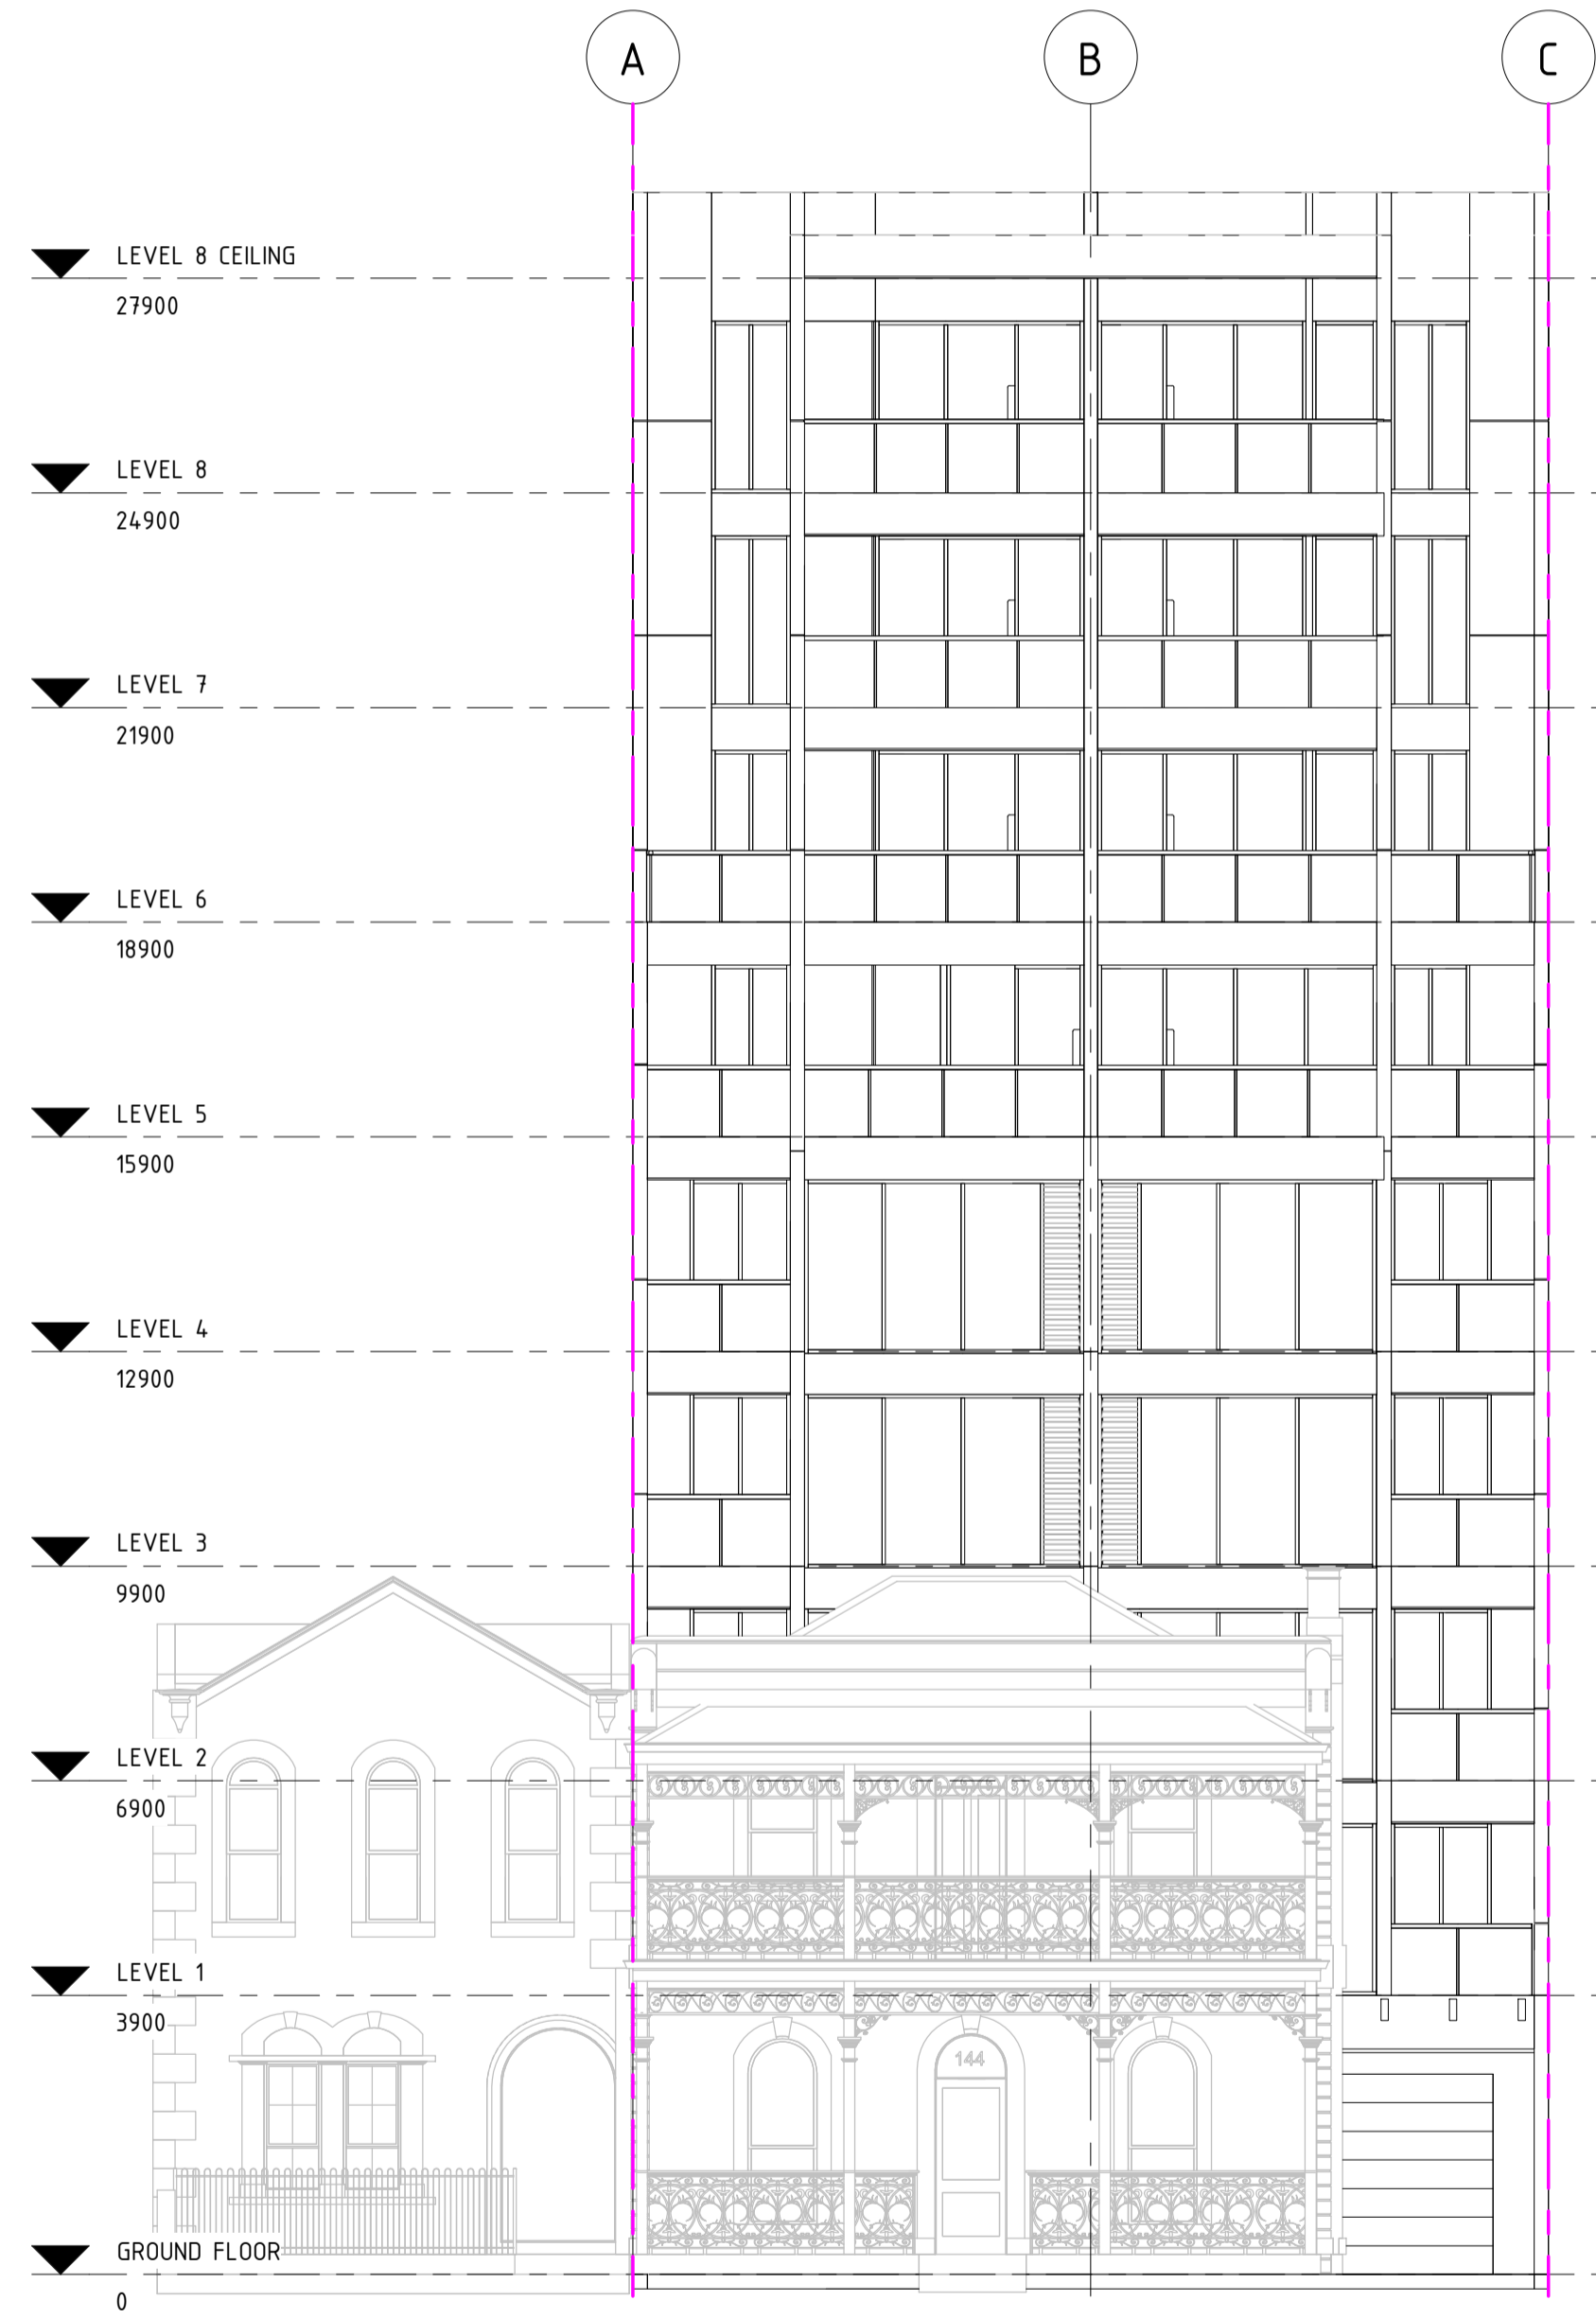 A B C
LEVEL 8 CEILING
27900
LEVEL 8
24900
LEVEL 7
21900
LEVEL 6
18900
LEVEL 5
15900
LEVEL 4
12900
LEVEL 3
9900
LEVEL 2
6900
LEVEL 1
3900
144
GROUND FLOOR
0